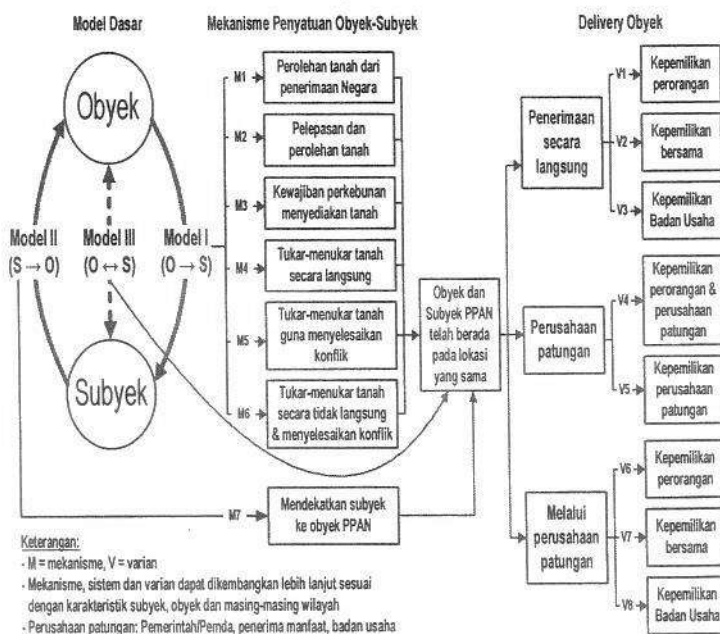 Model Dasar
Mekanisme Penyatuan Obyek-Subyek
Delivery Obyek
Obyek
Subyek
Model II
(S → O)
Model III
(O ↔ S)
Model I
(O → S)
M1
Perolehan tanah dari
penerimaan Negara
M2
Pelepasan dan
perolehan tanah
M3
Kewajiban perkebunan
menyediakan tanah
M4
Tukar-menukar tanah
secara langsung
M5
Tukar-menukar tanah
guna menyelesaikan
konflik
M6
Tukar-menukar tanah
secara tidak langsung
& menyelesaikan konflik
M7
Mendekatkan subyek
ke obyek PPAN
Obyek dan
Subyek PPAN
telah berada
pada lokasi
yang sama
Penerimaan
secara
langsung
V1
Kepemilikan
perorangan
V2
Kepemilikan
bersama
V3
Kepemilikan
Badan Usaha
Perusahaan
patungan
V4
Kepemilikan
perorangan &
perusahaan
patungan
V5
Kepemilikan
perusahaan
patungan
Melalui
perusahaan
patungan
V6
Kepemilikan
perorangan
V7
Kepemilikan
bersama
V8
Kepemilikan
Badan Usaha
Keterangan:
- M = mekanisme, V = varian
- Mekanisme, sistem dan varian dapat dikembangkan lebih lanjut sesuai
dengan karakteristik subyek, obyek dan masing-masing wilayah
- Perusahaan patungan: Pemerintah/Pemda, penerima manfaat, badan usaha